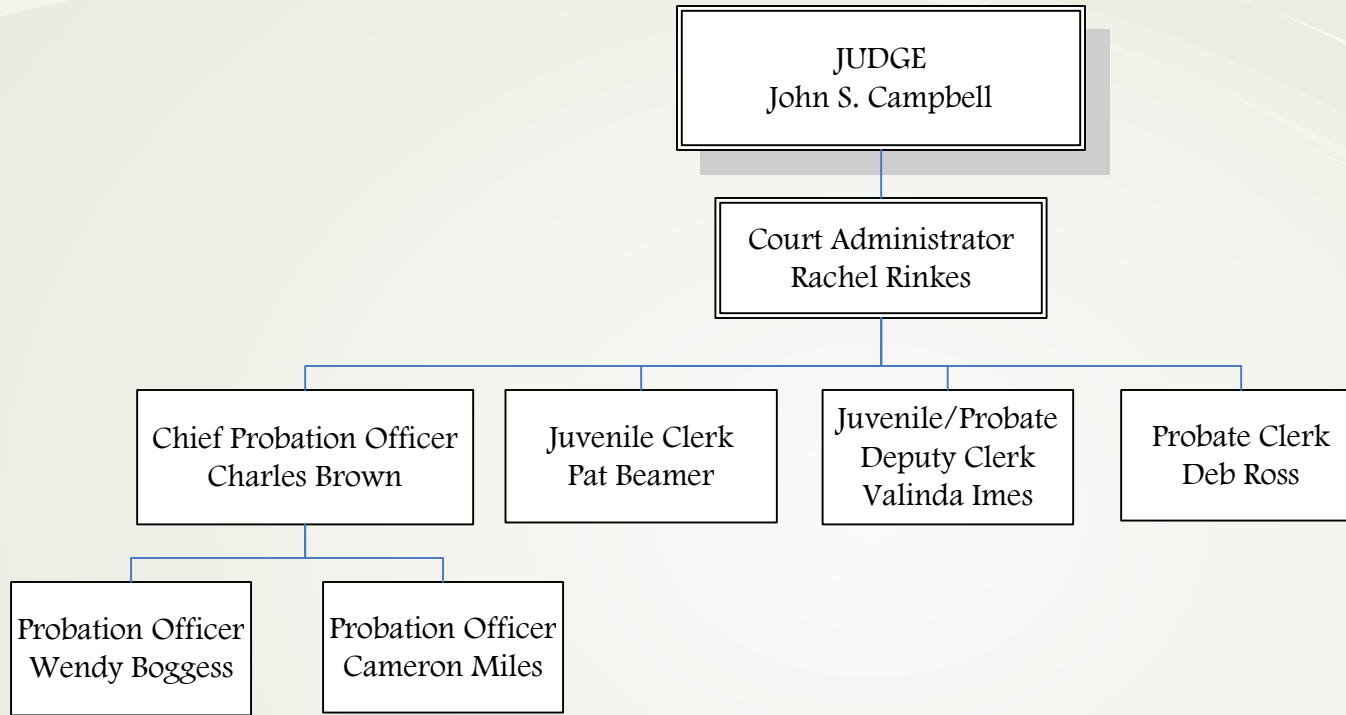 JUDGE
John S. Campbell
Court Administrator
Rachel Rinkes
Chief Probation Officer
Charles Brown
Juvenile Clerk
Pat Beamer
Juvenile/Probate
Deputy Clerk
Valinda Imes
Probate Clerk
Deb Ross
Probation Officer
Wendy Boggess
Probation Officer
Cameron Miles